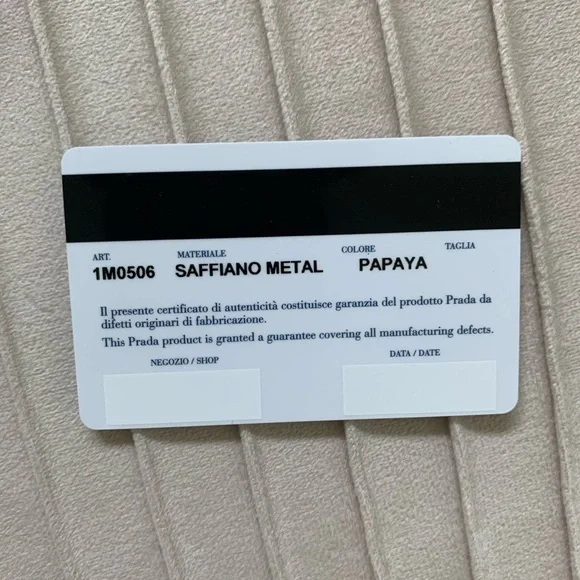 ART. MATERIALE COLORE TAGLIA
1M0506 SAFFIANO METAL PAPAYA
Il presente certificato di autenticità costituisce garanzia del prodotto Prada da
difetti originari di fabbricazione.
This Prada product is granted a guarantee covering all manufacturing defects.
NEGOZIO / SHOP DATA / DATE